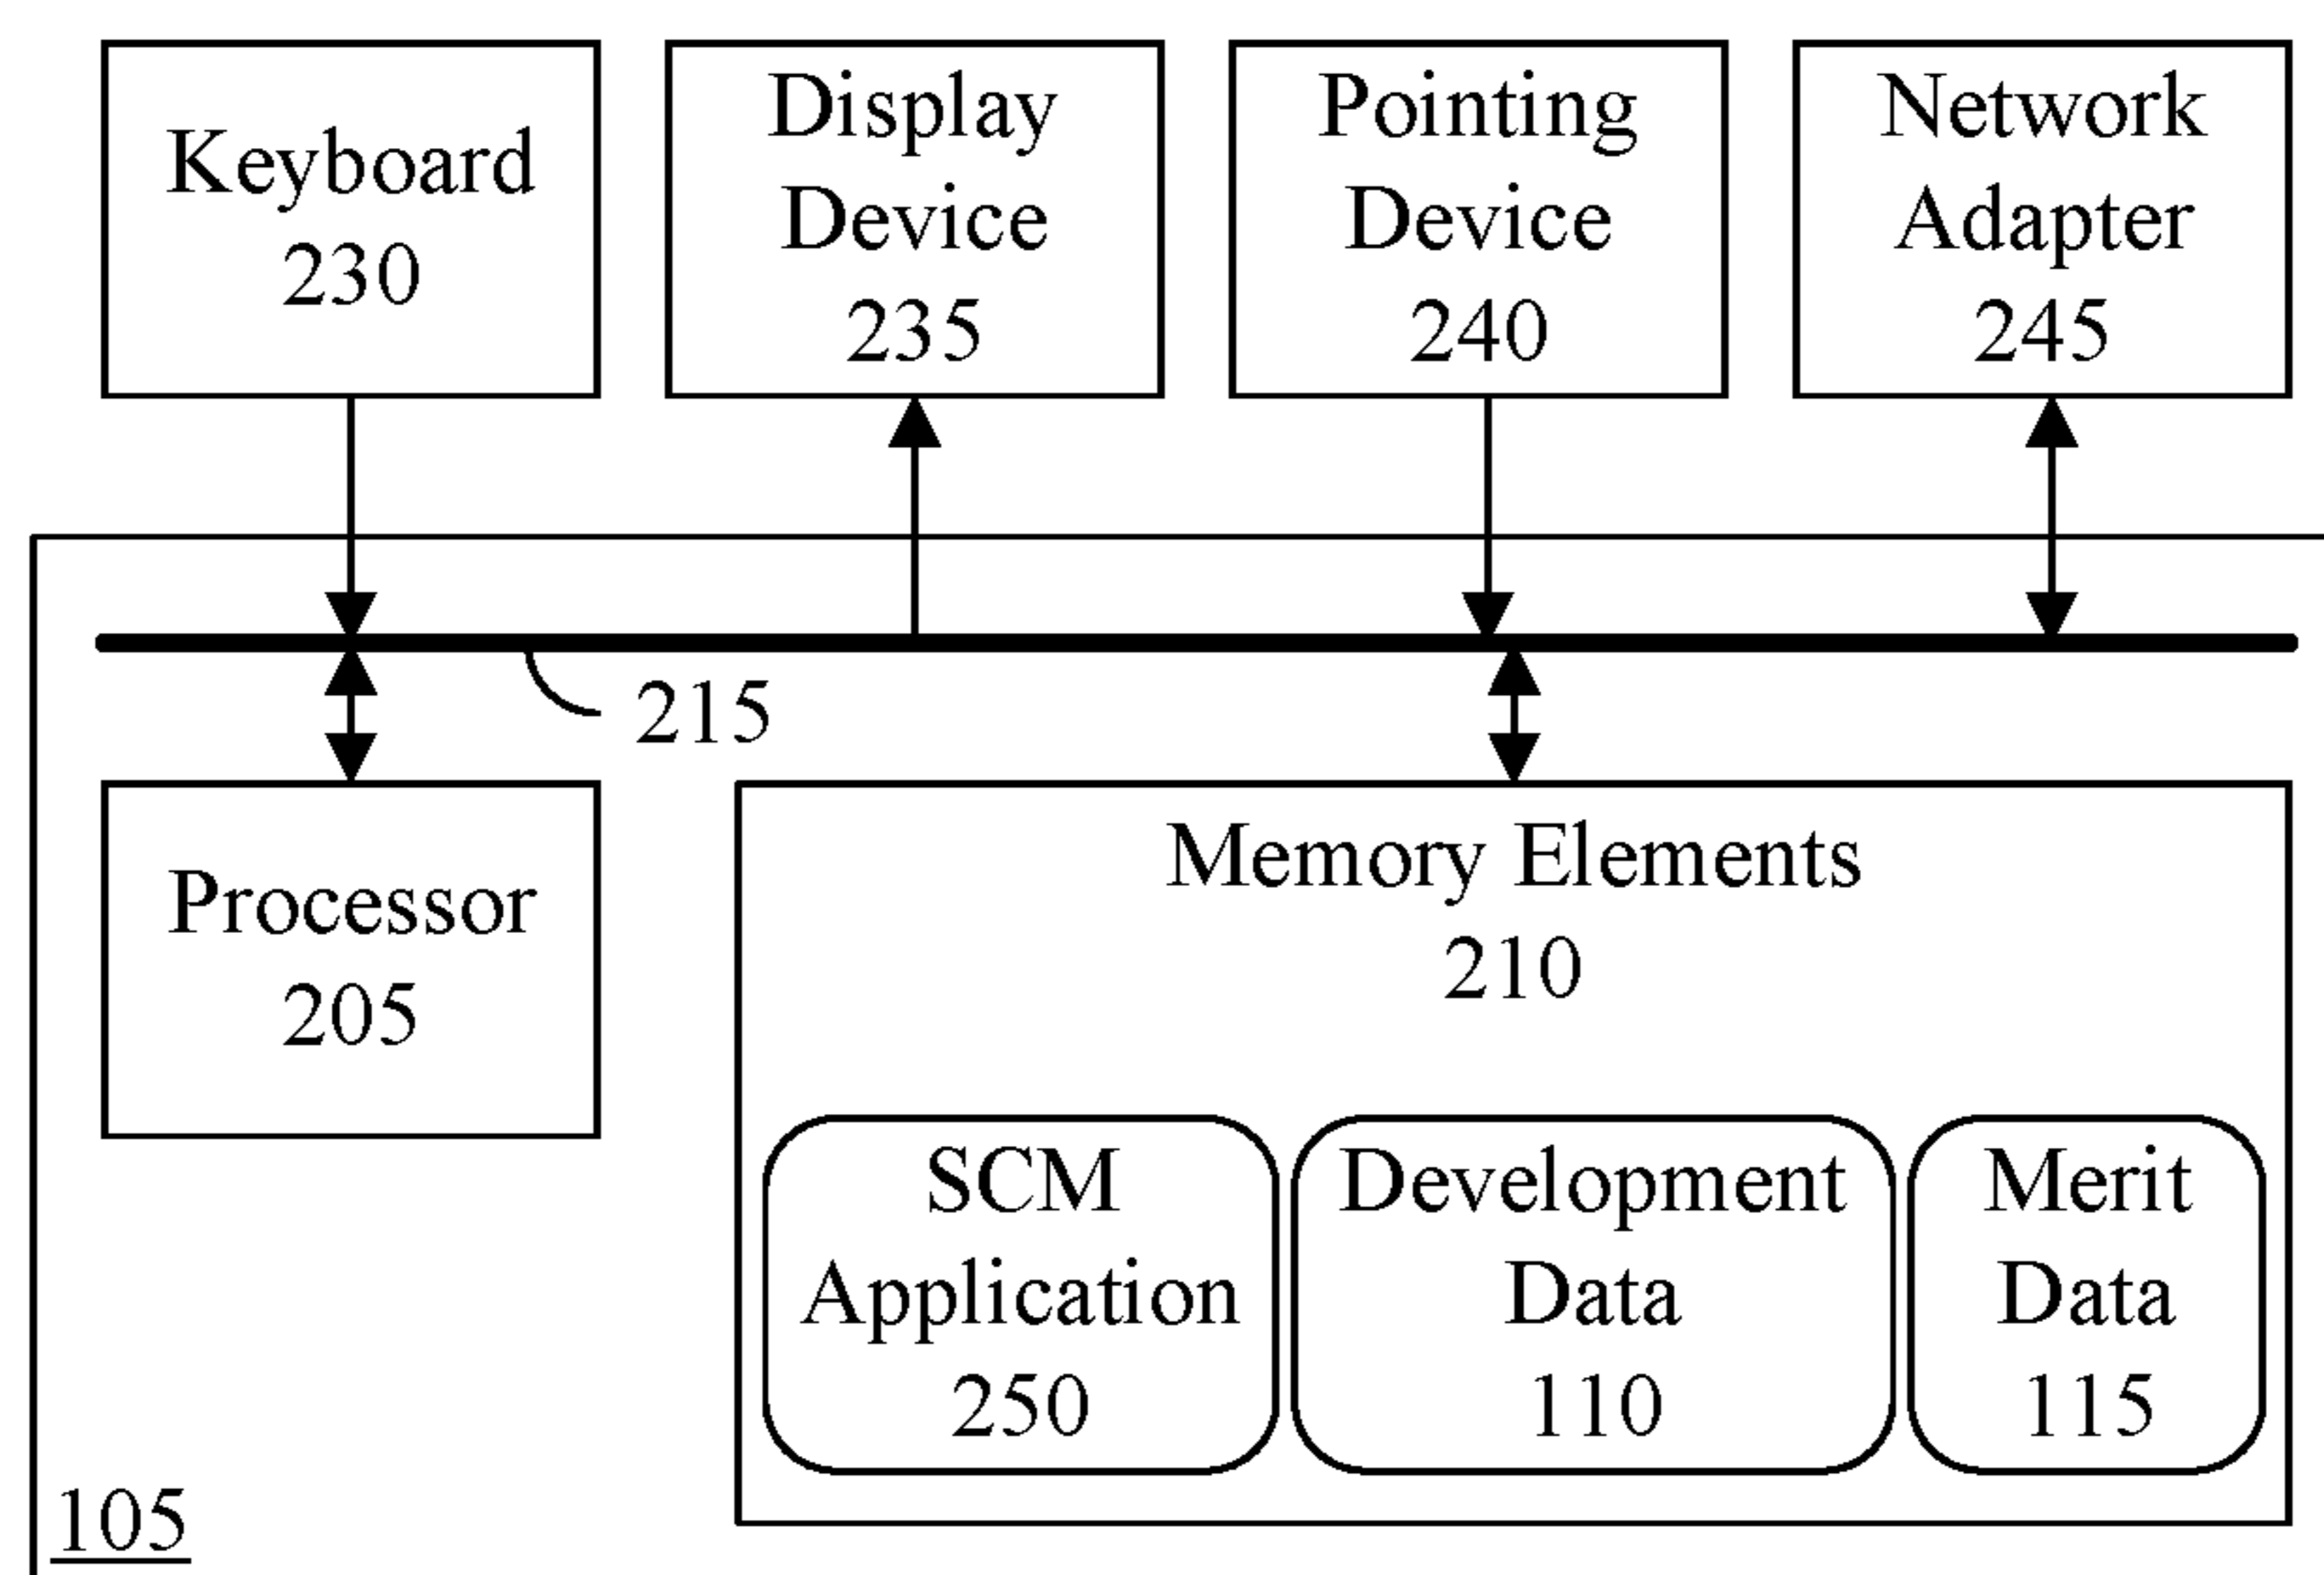 Keyboard
230
Display
Device
235
Pointing
Device
240
Network
Adapter
245
215
Processor
205
Memory Elements
210
SCM
Application
250
Development
Data
110
Merit
Data
115
105